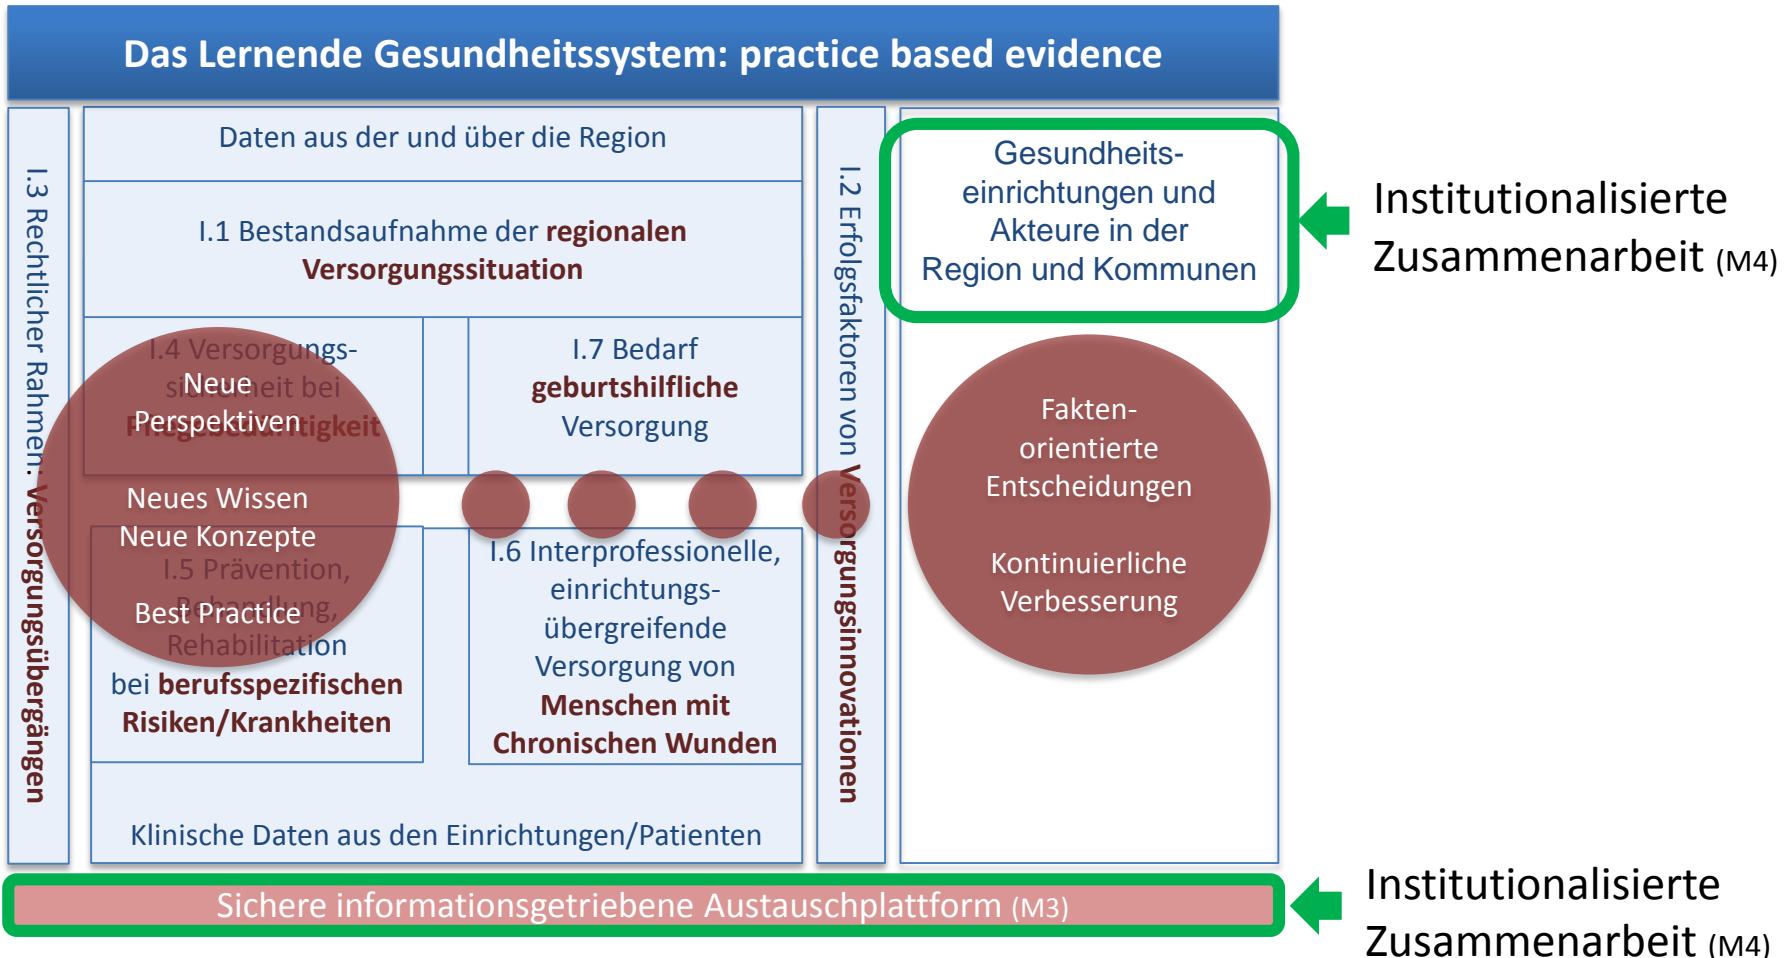 Das Lernende Gesundheitssystem: practice based evidence
I.3 Rechtlicher Rahmen: Versorgungsübergängen
Daten aus der und über die Region
I.1 Bestandsaufnahme der regionalen
Versorgungssituation
I.4 Versorgungs-
sicherheit bei
Pflegebedürftigkeit
I.7 Bedarf
geburtshilfliche
Versorgung
Neue
Perspektiven
Neues Wissen
Neue Konzepte
Best Practice
I.5 Prävention,
Behandlung,
Rehabilitation
bei berufsspezifischen
Risiken/Krankheiten
I.6 Interprofessionelle,
einrichtungs-
übergreifende
Versorgung von
Menschen mit
Chronischen Wunden
Klinische Daten aus den Einrichtungen/Patienten
I.2 Erfolgsfaktoren von Versorgungsinnovationen
Gesundheits-
einrichtungen und
Akteure in der
Region und Kommunen
Fakten-
orientierte
Entscheidungen
Kontinuierliche
Verbesserung
Institutionalisierte
Zusammenarbeit (M4)
Sichere informationsgetriebene Austauschplattform (M3)
Institutionalisierte
Zusammenarbeit (M4)